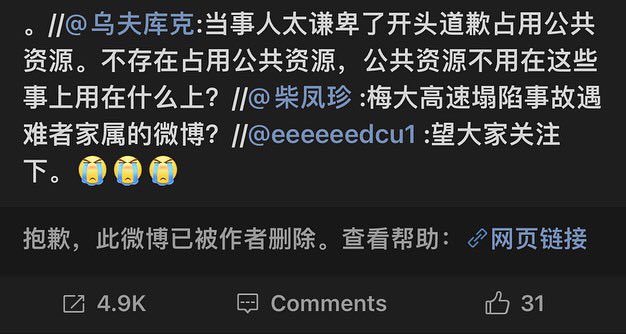 。//@乌夫库克:当事人太谦卑了开头道歉占用公共
资源。不存在占用公共资源，公共资源不用在这些
事上用在什么上？//@柴凤珍 :梅大高速塌陷事故遇
难者家属的微博？//@eeeeeedcu1 :望大家关注
下。😭😭😭
抱歉，此微博已被作者删除。查看帮助： 网页链接
4.9K Comments 31